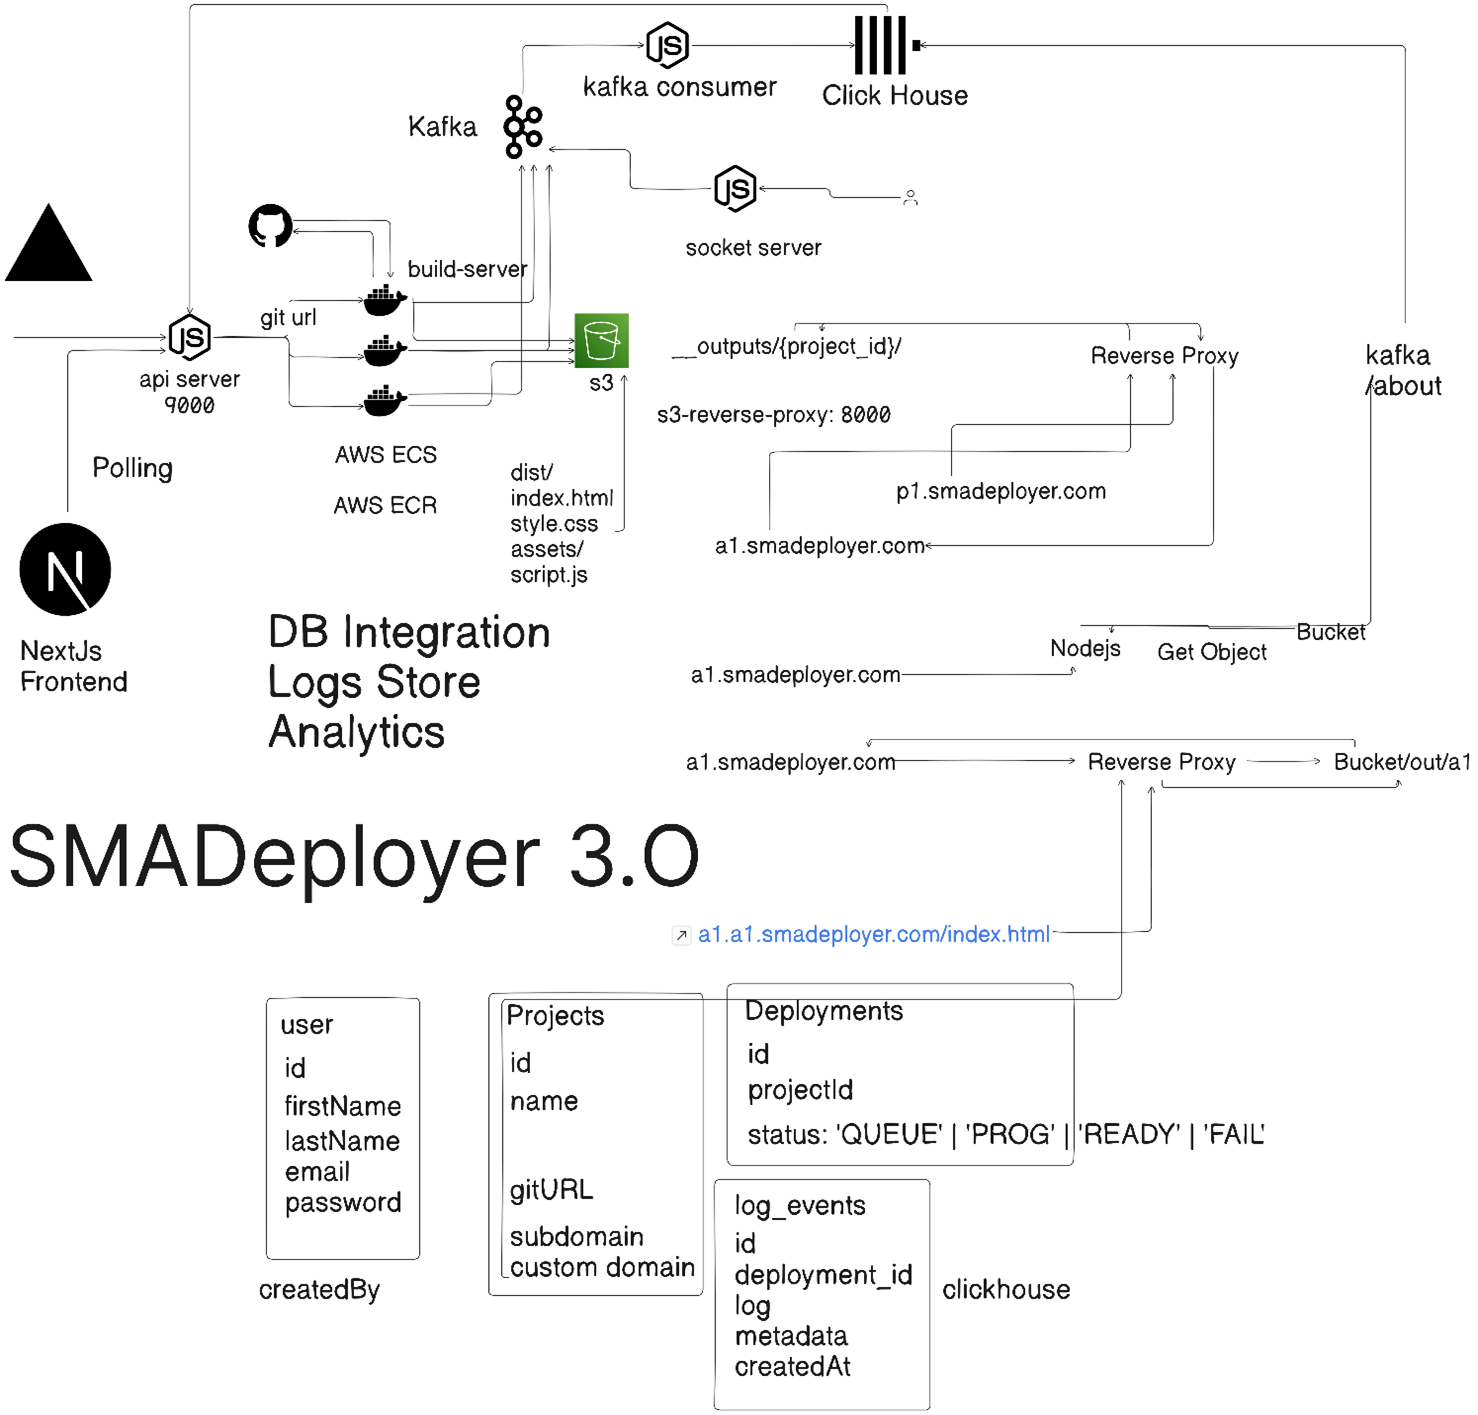 kafka consumer
Click House
Kafka
socket server
build-server
git url
api server
9000
s3
__outputs/{project_id}/
Reverse Proxy
kafka
/about
s3-reverse-proxy: 8000
Polling
AWS ECS
AWS ECR
dist/
index.html
style.css
assets/
script.js
p1.smadeployer.com
a1.smadeployer.com
NextJs
Frontend
DB Integration
Logs Store
Analytics
Nodejs
Get Object
Bucket
a1.smadeployer.com
a1.smadeployer.com
Reverse Proxy
Bucket/out/a1
SMADeployer 3.O
a1.a1.smadeployer.com/index.html
user
id
firstName
lastName
email
password
createdBy
Projects
id
name
gitURL
subdomain
custom domain
Deployments
id
projectId
status: 'QUEUE' | 'PROG' | 'READY' | 'FAIL'
log_events
id
deployment_id
log
metadata
createdAt
clickhouse
JS
JS
JS
N